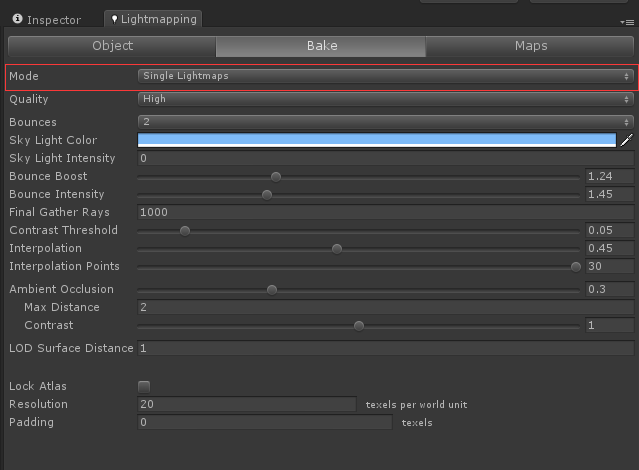 Inspector Lightmapping
Object Bake Maps
Mode Single Lightmaps
Quality High
Bounces 2
Sky Light Color
Sky Light Intensity 0
Bounce Boost 1.24
Bounce Intensity 1.45
Final Gather Rays 1000
Contrast Threshold 0.05
Interpolation 0.45
Interpolation Points 30
Ambient Occlusion 0.3
Max Distance 2
Contrast 1
LOD Surface Distance 1
Lock Atlas
Resolution 20 texels per world unit
Padding 0 texels